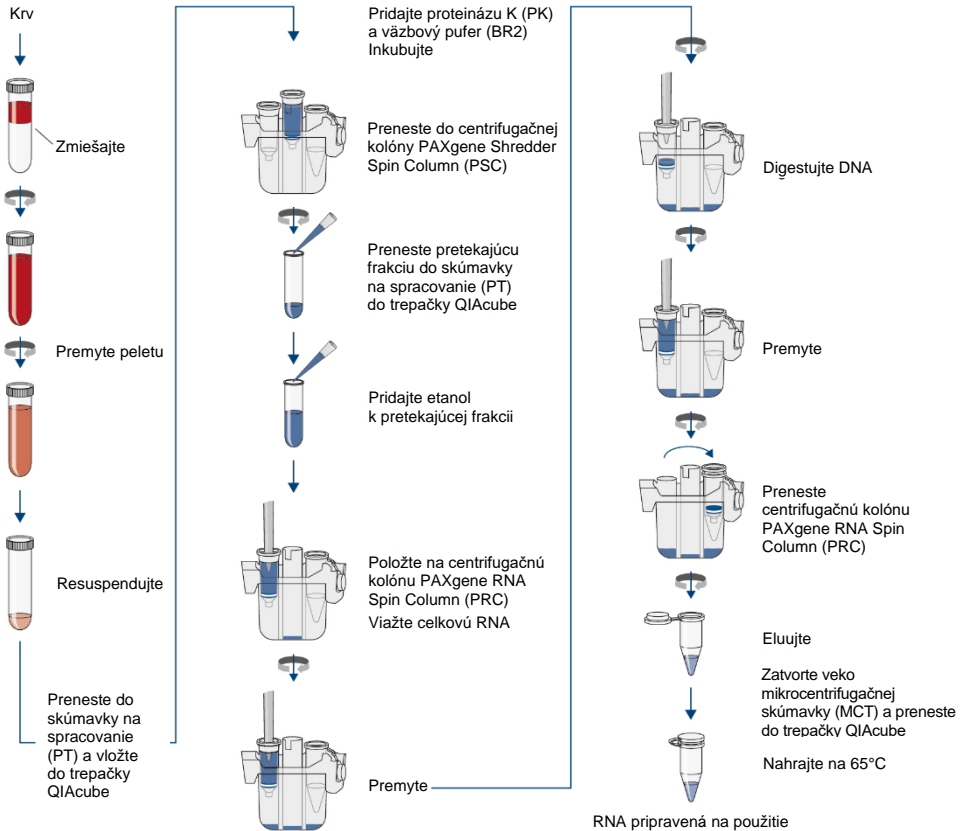 Krv
Zmiešajte
Premyte peletu
Resuspendujte
Preneste do
skúmavky na
spracovanie
(PT) a vložte
do trepačky
QIAcube
Pridajte proteinázu K (PK)
a väzbový pufer (BR2)
Inkubujte
Preneste do centrifugačnej
kolóny PAXgene Shredder
Spin Column (PSC)
Preneste pretekajúcu
frakciu do skúmavky
na spracovanie (PT)
do trepačky QIAcube
Pridajte etanol
k pretekajúcej frakcii
Položte na centrifugačnú
kolónu PAXgene RNA
Spin Column (PRC)
Viažte celkovú RNA
Premyte
Digestujte DNA
Premyte
Preneste
centrifugačnú kolónu
PAXgene RNA Spin
Column (PRC)
Eluujte
Zatvorte veko
mikrocentrifugačnej
skúmavky (MCT) a preneste
do trepačky QIAcube
Nahrajte na 65°C
RNA pripravená na použitie